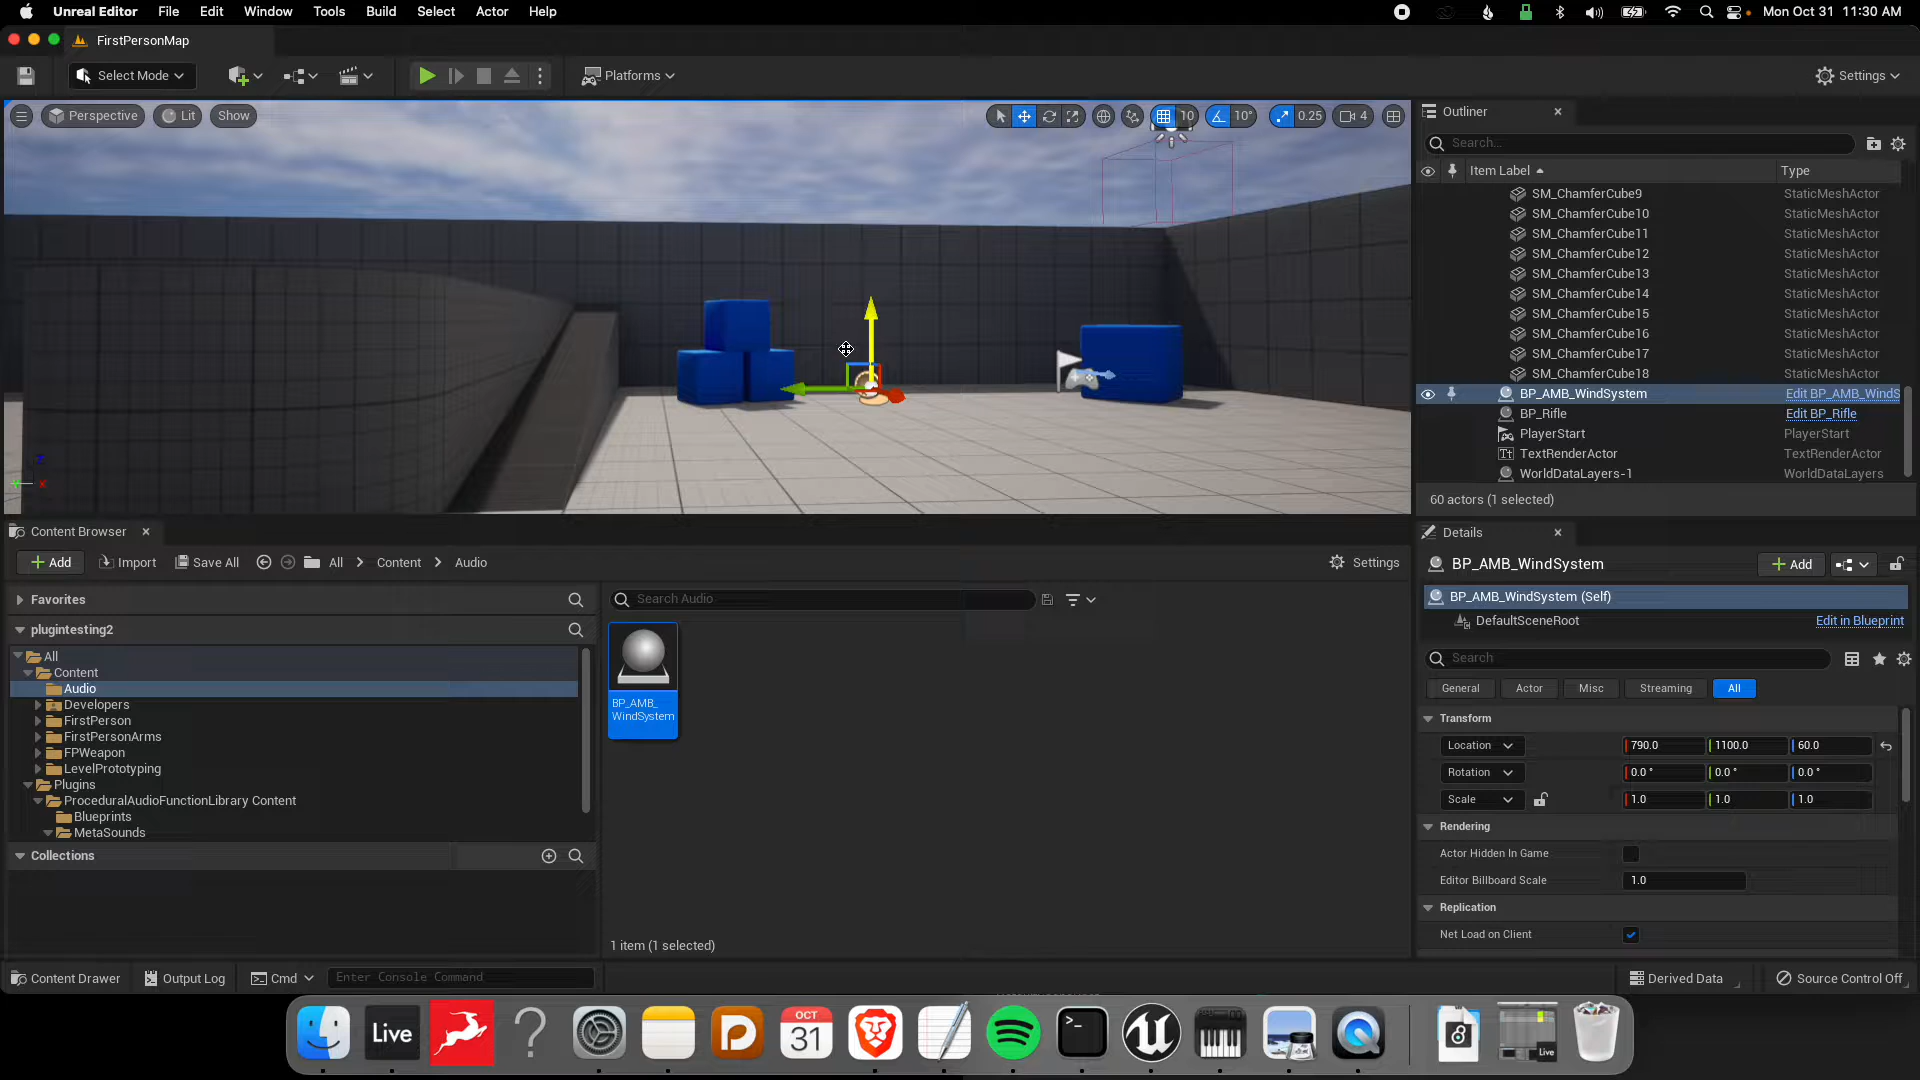 Unreal Editor File Edit Window Tools Build Select Actor Help Mon Oct 31 11:30 AM
FirstPersonMap
Select Mode Platforms Settings
Perspective Lit Show 10 10° 0.25 4
Outliner
Search...
Item Label Type
SM_ChamferCube9 StaticMeshActor
SM_ChamferCube10 StaticMeshActor
SM_ChamferCube11 StaticMeshActor
SM_ChamferCube12 StaticMeshActor
SM_ChamferCube13 StaticMeshActor
SM_ChamferCube14 StaticMeshActor
SM_ChamferCube15 StaticMeshActor
SM_ChamferCube16 StaticMeshActor
SM_ChamferCube17 StaticMeshActor
SM_ChamferCube18 StaticMeshActor
BP_AMB_WindSystem Edit BP_AMB_WindS
BP_Rifle Edit BP_Rifle
PlayerStart PlayerStart
TextRenderActor TextRenderActor
WorldDataLayers-1 WorldDataLayers
60 actors (1 selected)
Content Browser
Add Import Save All All > Content > Audio Settings
Favorites
plugintesting2
All
Content
Audio
Developers
FirstPerson
FirstPersonArms
FPWeapon
LevelPrototyping
Plugins
ProceduralAudioFunctionLibrary Content
Blueprints
MetaSounds
Collections
Search Audio
BP_AMB_
WindSystem
1 item (1 selected)
Details
BP_AMB_WindSystem Add
BP_AMB_WindSystem (Self)
DefaultSceneRoot Edit in Blueprint
Search
General Actor Misc Streaming All
Transform
Location 790.0 1100.0 60.0
Rotation 0.0° 0.0° 0.0°
Scale 1.0 1.0 1.0
Rendering
Actor Hidden In Game
Editor Billboard Scale 1.0
Replication
Net Load on Client
Content Drawer Output Log Cmd Enter Console Command Derived Data Source Control Off
Live ? OCT
31
Live